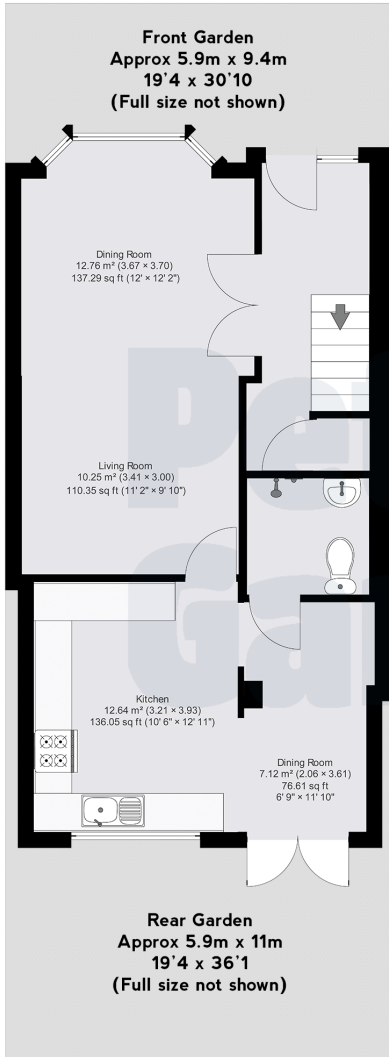 Front Garden
Approx 5.9m x 9.4m
19'4 x 30'10
(Full size not shown)
Dining Room
12.76 m² (3.67 × 3.70)
137.29 sq ft (12' × 12' 2")
Living Room
10.25 m² (3.41 × 3.00)
110.35 sq ft (11' 2" × 9' 10")
Kitchen
12.64 m² (3.21 × 3.93)
136.05 sq ft (10' 6" × 12' 11")
Dining Room
7.12 m² (2.06 × 3.61)
76.61 sq ft
6' 9" × 11' 10"
Rear Garden
Approx 5.9m x 11m
19'4 x 36'1
(Full size not shown)